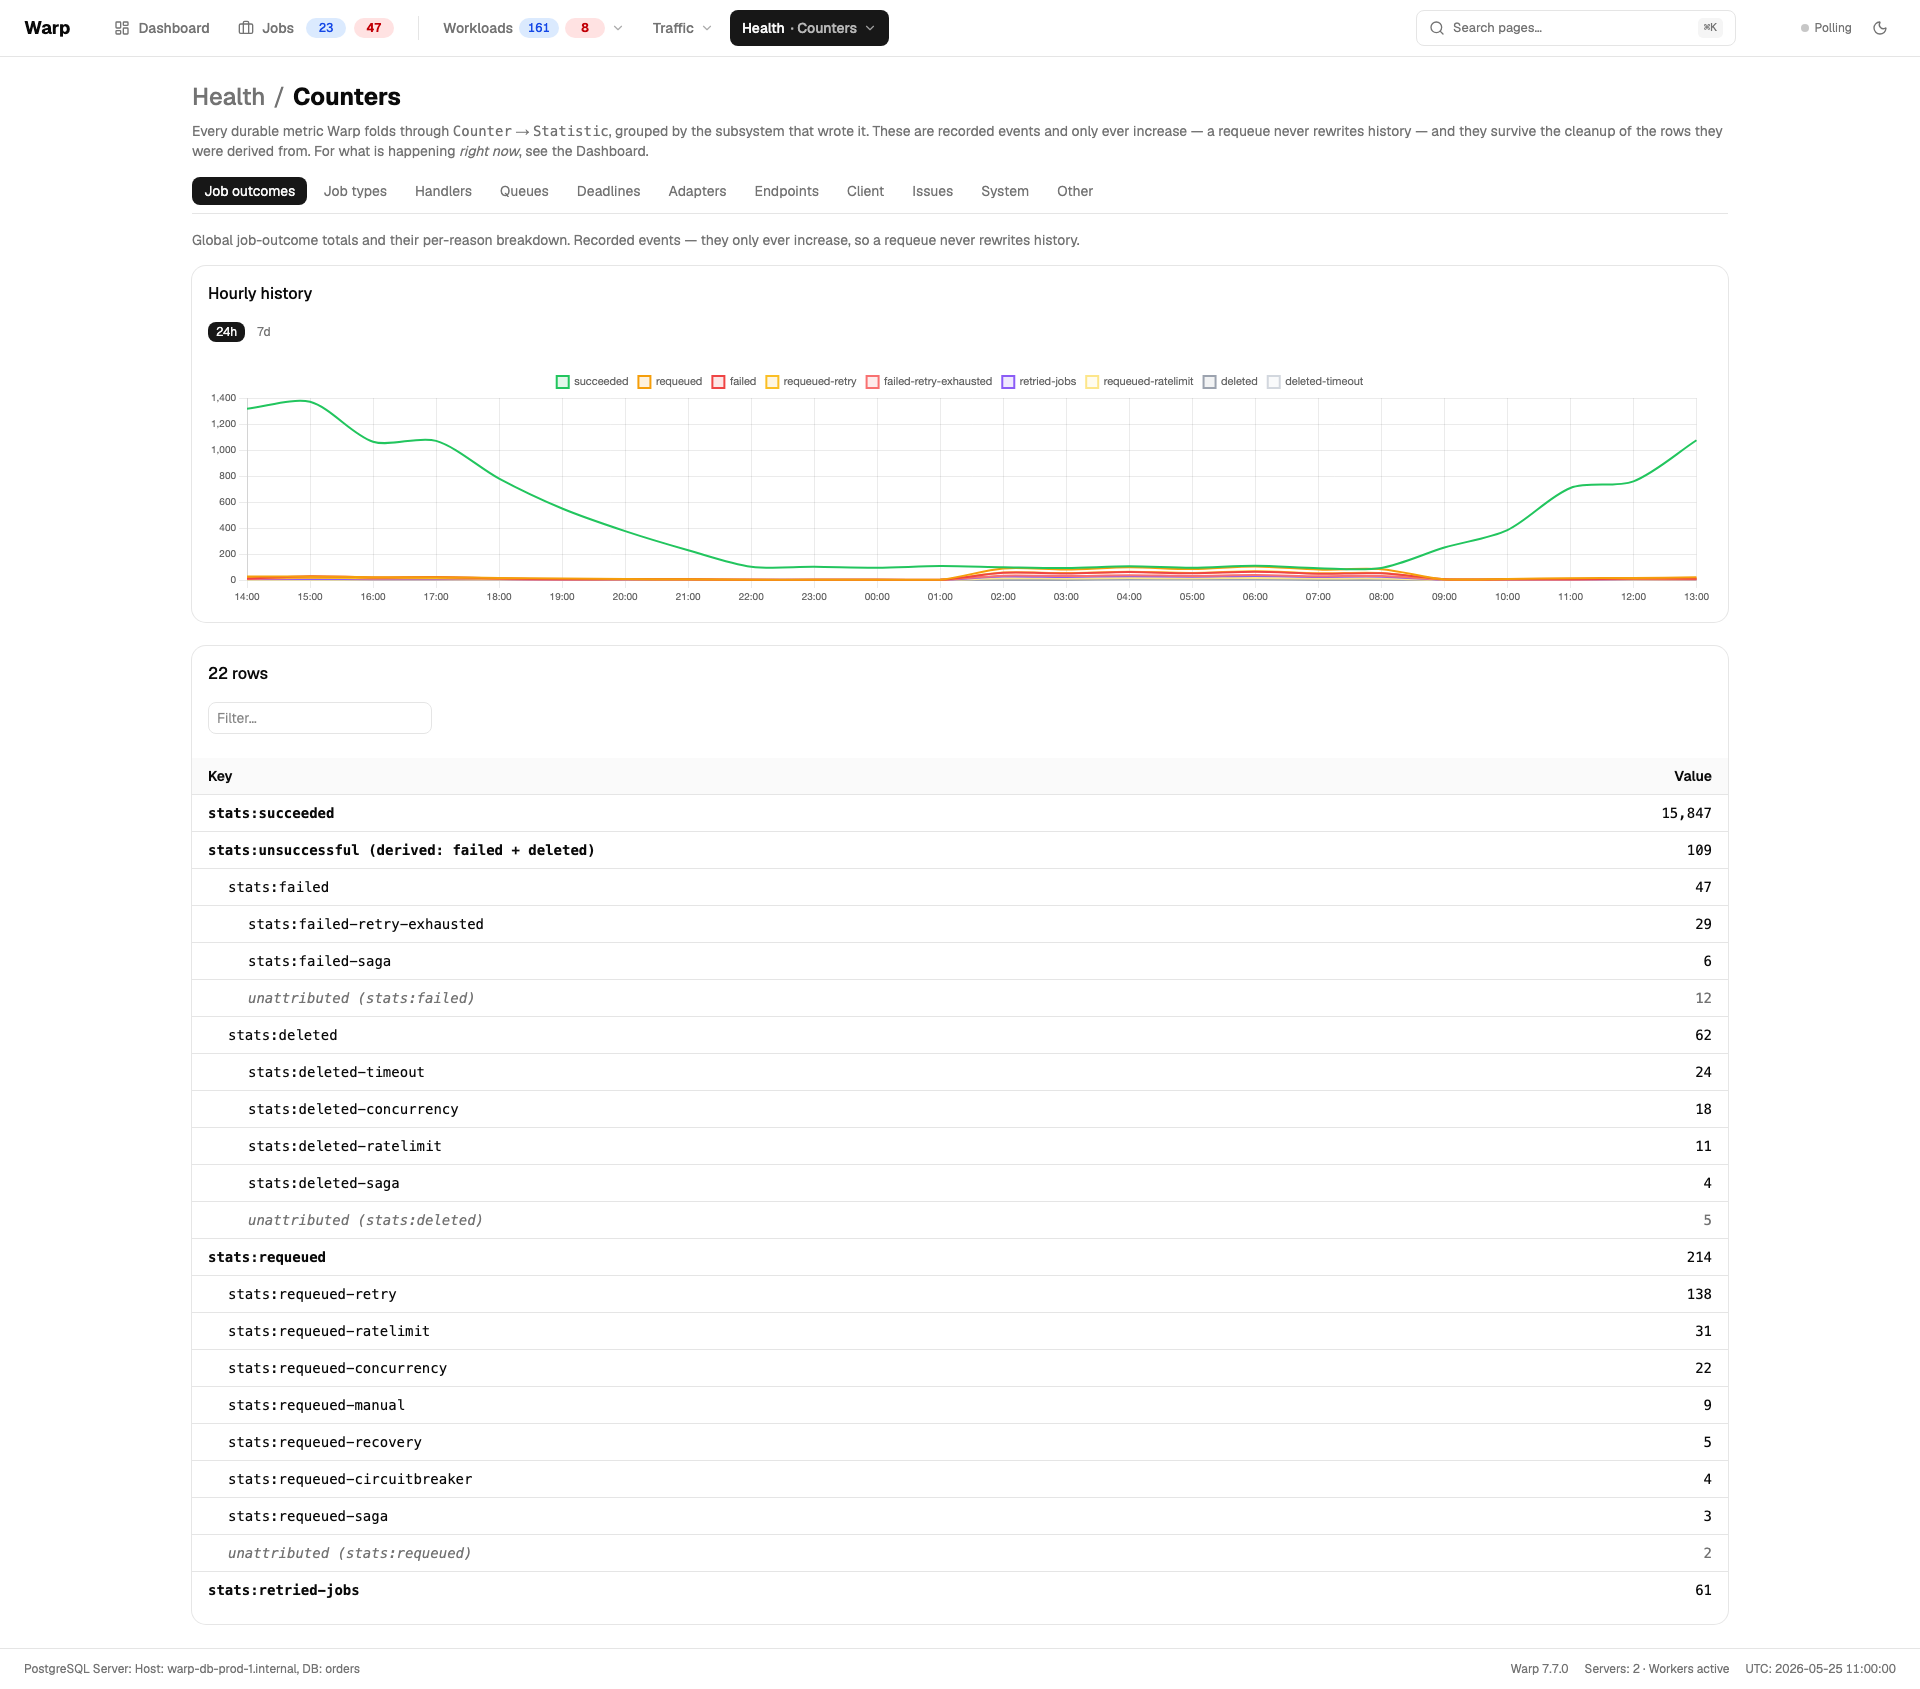 Warp Dashboard Jobs 23 47 Workloads 161 8 Traffic Health · Counters Search pages... ⌘K Polling
Health / Counters
Every durable metric Warp folds through Counter → Statistic, grouped by the subsystem that wrote it. These are recorded events and only ever increase — a requeue never rewrites history — and they survive the cleanup of the rows they
were derived from. For what is happening right now, see the Dashboard.
Job outcomes Job types Handlers Queues Deadlines Adapters Endpoints Client Issues System Other
Global job-outcome totals and their per-reason breakdown. Recorded events — they only ever increase, so a requeue never rewrites history.
Hourly history
24h 7d
succeeded requeued failed requeued-retry failed-retry-exhausted retried-jobs requeued-ratelimit deleted deleted-timeout
1,400
1,200
1,000
800
600
400
200
0
14:00 15:00 16:00 17:00 18:00 19:00 20:00 21:00 22:00 23:00 00:00 01:00 02:00 03:00 04:00 05:00 06:00 07:00 08:00 09:00 10:00 11:00 12:00 13:00
22 rows
Filter...
Key Value
stats:succeeded 15,847
stats:unsuccessful (derived: failed + deleted) 109
stats:failed 47
stats:failed-retry-exhausted 29
stats:failed-saga 6
unattributed (stats:failed) 12
stats:deleted 62
stats:deleted-timeout 24
stats:deleted-concurrency 18
stats:deleted-ratelimit 11
stats:deleted-saga 4
unattributed (stats:deleted) 5
stats:requeued 214
stats:requeued-retry 138
stats:requeued-ratelimit 31
stats:requeued-concurrency 22
stats:requeued-manual 9
stats:requeued-recovery 5
stats:requeued-circuitbreaker 4
stats:requeued-saga 3
unattributed (stats:requeued) 2
stats:retried-jobs 61
PostgreSQL Server: Host: warp-db-prod-1.internal, DB: orders Warp 7.7.0 Servers: 2 · Workers active UTC: 2026-05-25 11:00:00